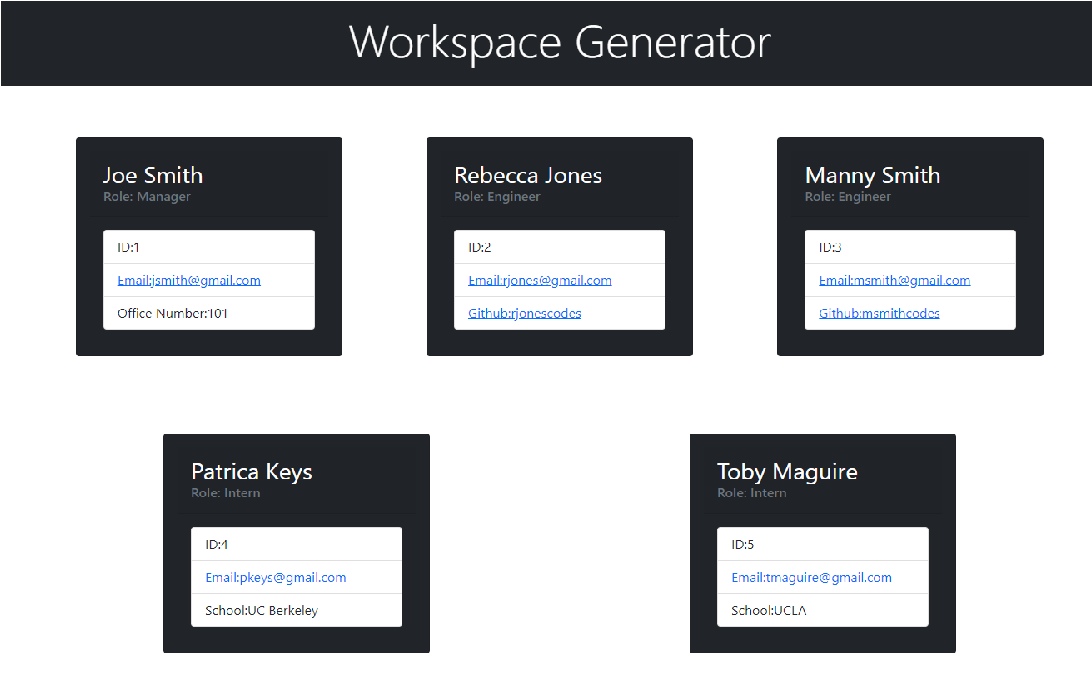 Workspace Generator
Joe Smith
Role: Manager
ID:1
Email:jsmith@gmail.com
Office Number:101
Rebecca Jones
Role: Engineer
ID:2
Email:rjones@gmail.com
Github:rjonescodes
Manny Smith
Role: Engineer
ID:3
Email:msmith@gmail.com
Github:msmithcodes
Patrica Keys
Role: Intern
ID:4
Email:pkeys@gmail.com
School:UC Berkeley
Toby Maguire
Role: Intern
ID:5
Email:tmaguire@gmail.com
School:UCLA